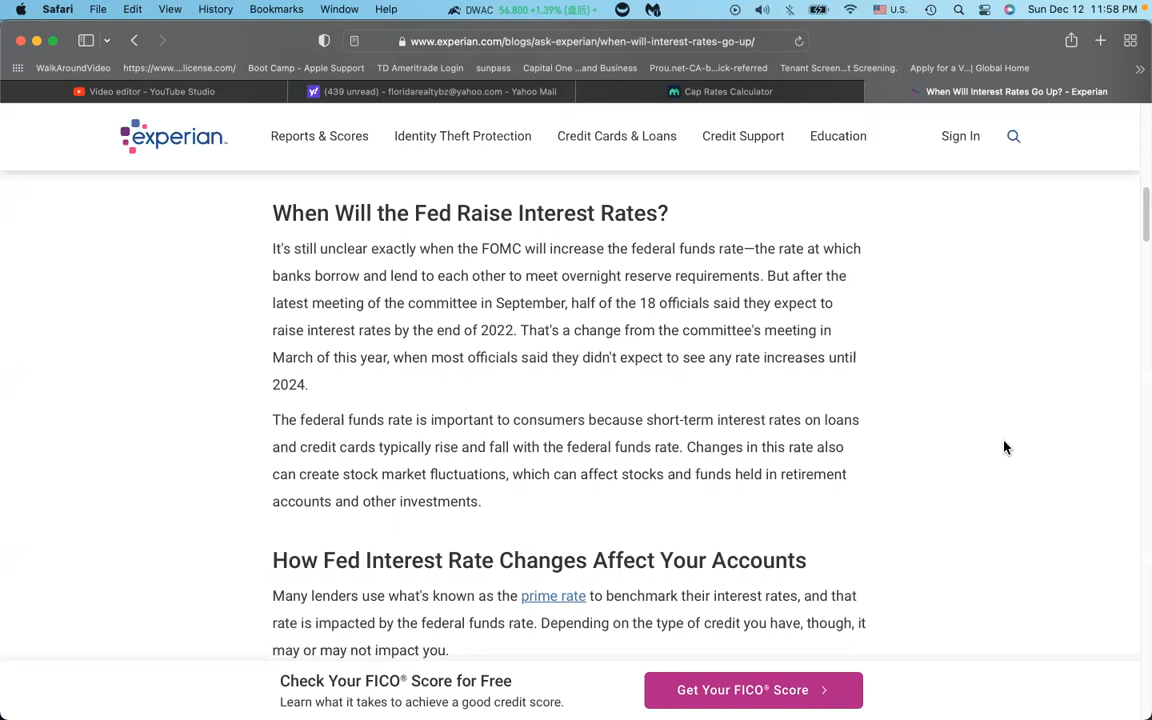 Safari File Edit View History Bookmarks Window Help DWAC 56.800 +1.39% (盘后) U.S. Sun Dec 12 11:58 PM
www.experian.com/blogs/ask-experian/when-will-interest-rates-go-up/
WalkAroundVideo https://www....license.com/ Boot Camp - Apple Support TD Ameritrade Login sunpass Capital One ...and Business Prou.net-CA-b...ick-referred Tenant Screen...t Screening. Apply for a V...| Global Home
Video editor - YouTube Studio (439 unread) - floridarealtybz@yahoo.com - Yahoo Mail Cap Rates Calculator When Will Interest Rates Go Up? - Experian
experian. Reports & Scores Identity Theft Protection Credit Cards & Loans Credit Support Education Sign In
When Will the Fed Raise Interest Rates?
It's still unclear exactly when the FOMC will increase the federal funds rate—the rate at which
banks borrow and lend to each other to meet overnight reserve requirements. But after the
latest meeting of the committee in September, half of the 18 officials said they expect to
raise interest rates by the end of 2022. That's a change from the committee's meeting in
March of this year, when most officials said they didn't expect to see any rate increases until
2024.
The federal funds rate is important to consumers because short-term interest rates on loans
and credit cards typically rise and fall with the federal funds rate. Changes in this rate also
can create stock market fluctuations, which can affect stocks and funds held in retirement
accounts and other investments.
How Fed Interest Rate Changes Affect Your Accounts
Many lenders use what's known as the prime rate to benchmark their interest rates, and that
rate is impacted by the federal funds rate. Depending on the type of credit you have, though, it
may or may not impact you.
Check Your FICO® Score for Free
Learn what it takes to achieve a good credit score.
Get Your FICO® Score